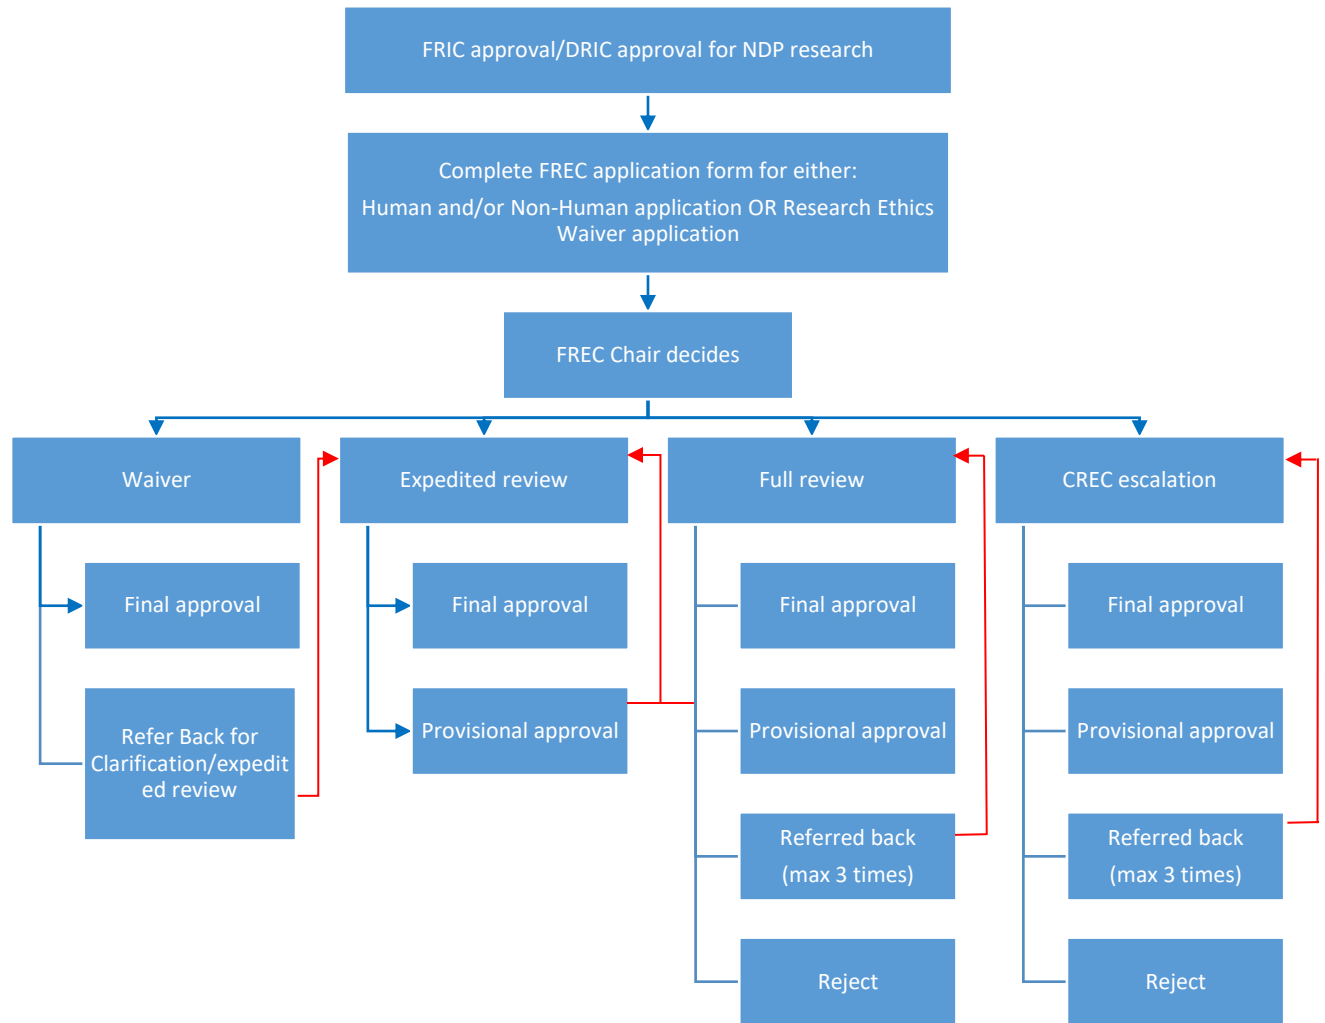 FRIC approval/DRIC approval for NDP research
Complete FREC application form for either:
Human and/or Non-Human application OR Research Ethics
Waiver application
FREC Chair decides
Waiver
Expedited review
Full review
CREC escalation
Final approval
Final approval
Final approval
Final approval
Refer Back for
Clarification/expedit
ed review
Provisional approval
Provisional approval
Provisional approval
Referred back
(max 3 times)
Referred back
(max 3 times)
Reject
Reject